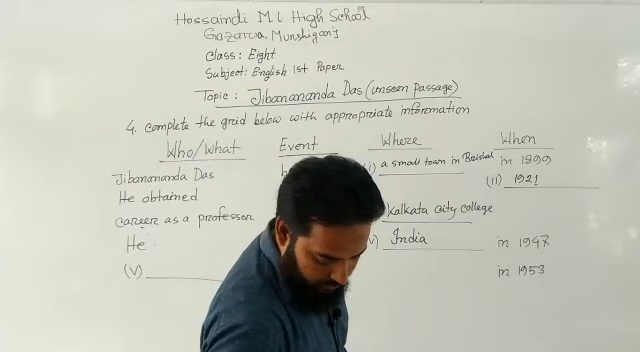 Hossaindi M.L High School
Gazaria, Munshiganj
Class: Eight
Subject: English 1st Paper
Topic: Jibanananda Das (unseen passage)
4. complete the grid below with appropriate information
Who/What Event Where When
Jibanananda Das b (i) a small town in Barishal in 1899
He obtained (ii) 1921
career as a professor kalkata city college
He India in 1947
(v) in 1953